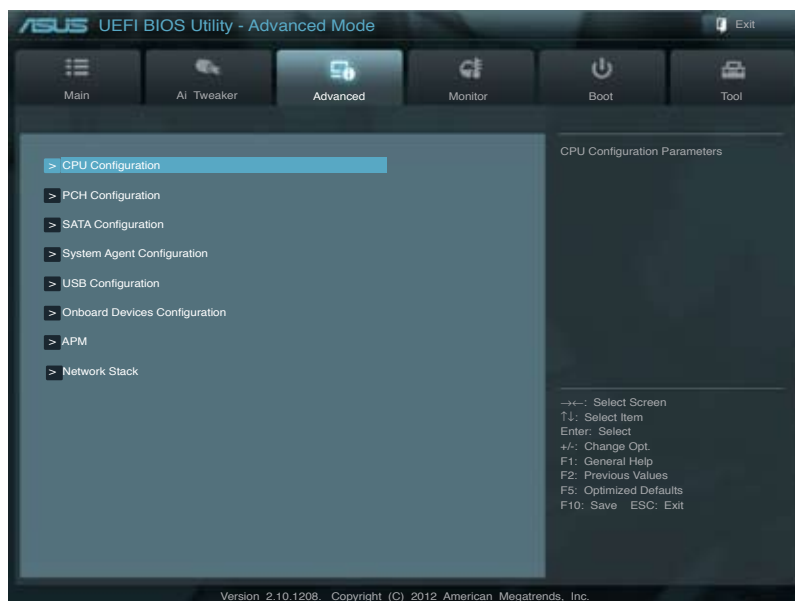 ASUS UEFI BIOS Utility - Advanced Mode
Exit
Main
Ai Tweaker
Advanced
Monitor
Boot
Tool
> CPU Configuration
> PCH Configuration
> SATA Configuration
> System Agent Configuration
> USB Configuration
> Onboard Devices Configuration
> APM
> Network Stack
CPU Configuration Parameters
→←: Select Screen
↑↓: Select Item
Enter: Select
+/-: Change Opt.
F1: General Help
F2: Previous Values
F5: Optimized Defaults
F10: Save ESC: Exit
Version 2.10.1208. Copyright (C) 2012 American Megatrends, Inc.